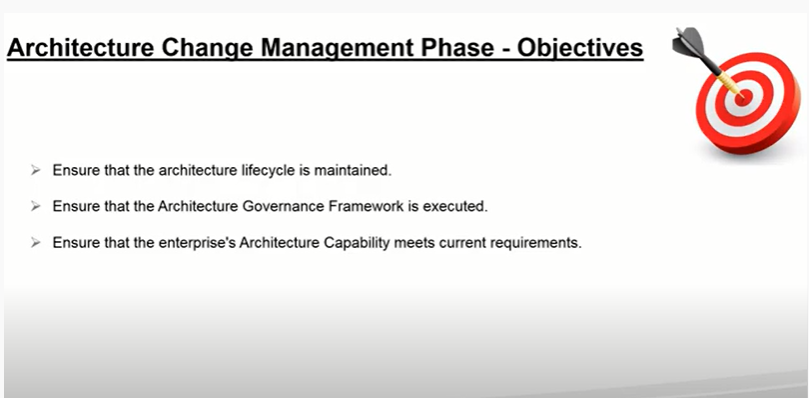 Architecture Change Management Phase - Objectives
➢ Ensure that the architecture lifecycle is maintained.
➢ Ensure that the Architecture Governance Framework is executed.
➢ Ensure that the enterprise's Architecture Capability meets current requirements.